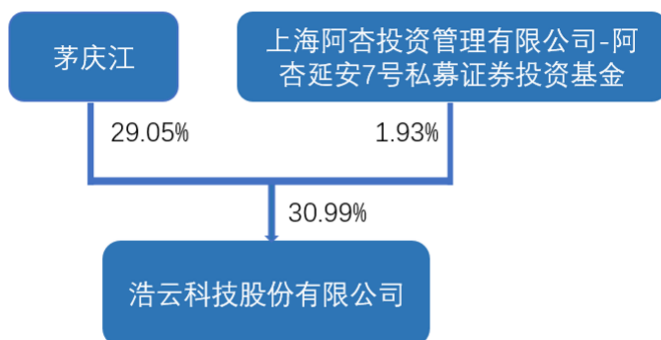 茅庆江
上海阿杏投资管理有限公司-阿
杏延安7号私募证券投资基金
29.05%
1.93%
30.99%
浩云科技股份有限公司